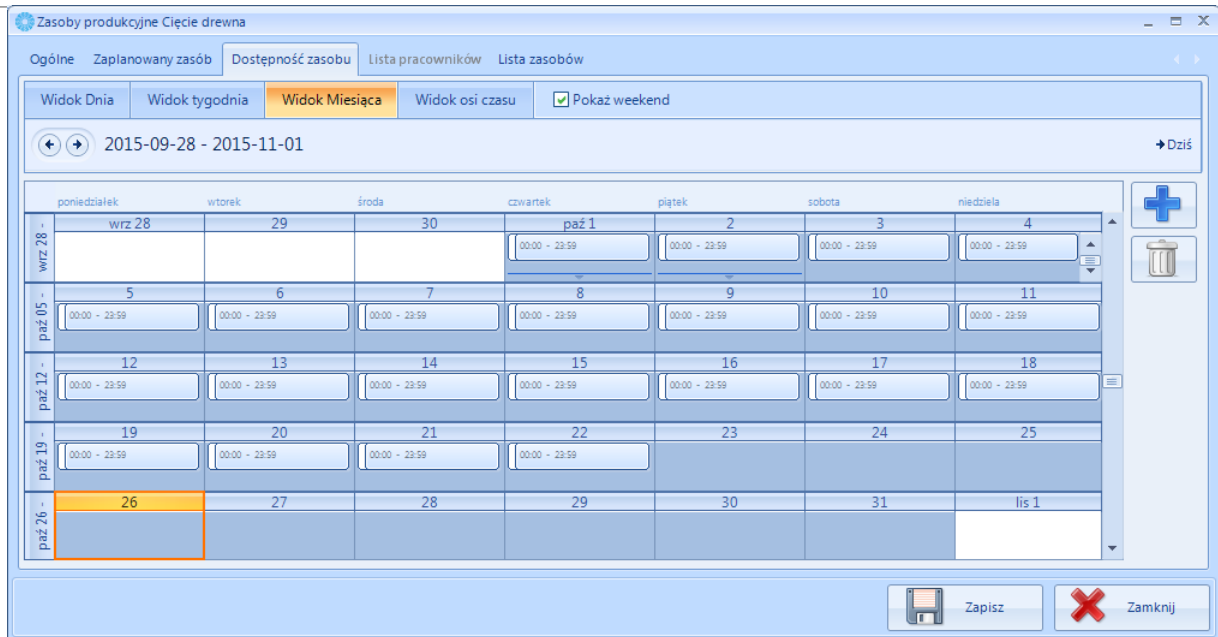 Zasoby produkcyjne Cięcie drewna
Ogólne Zaplanowany zasób Dostępność zasobu Lista pracowników Lista zasobów
Widok Dnia Widok tygodnia Widok Miesiąca Widok osi czasu Pokaż weekend
2015-09-28 - 2015-11-01 Dziś
poniedziałek wtorek środa czwartek piątek sobota niedziela
wrz 28 - wrz 28 29 30 paź 1 2 3 4
00:00 - 23:59 00:00 - 23:59 00:00 - 23:59 00:00 - 23:59
paź 05 - 5 6 7 8 9 10 11
00:00 - 23:59 00:00 - 23:59 00:00 - 23:59 00:00 - 23:59 00:00 - 23:59 00:00 - 23:59 00:00 - 23:59
paź 12 - 12 13 14 15 16 17 18
00:00 - 23:59 00:00 - 23:59 00:00 - 23:59 00:00 - 23:59 00:00 - 23:59 00:00 - 23:59 00:00 - 23:59
paź 19 - 19 20 21 22 23 24 25
00:00 - 23:59 00:00 - 23:59 00:00 - 23:59 00:00 - 23:59
paź 26 - 26 27 28 29 30 31 lis 1
Zapisz Zamknij